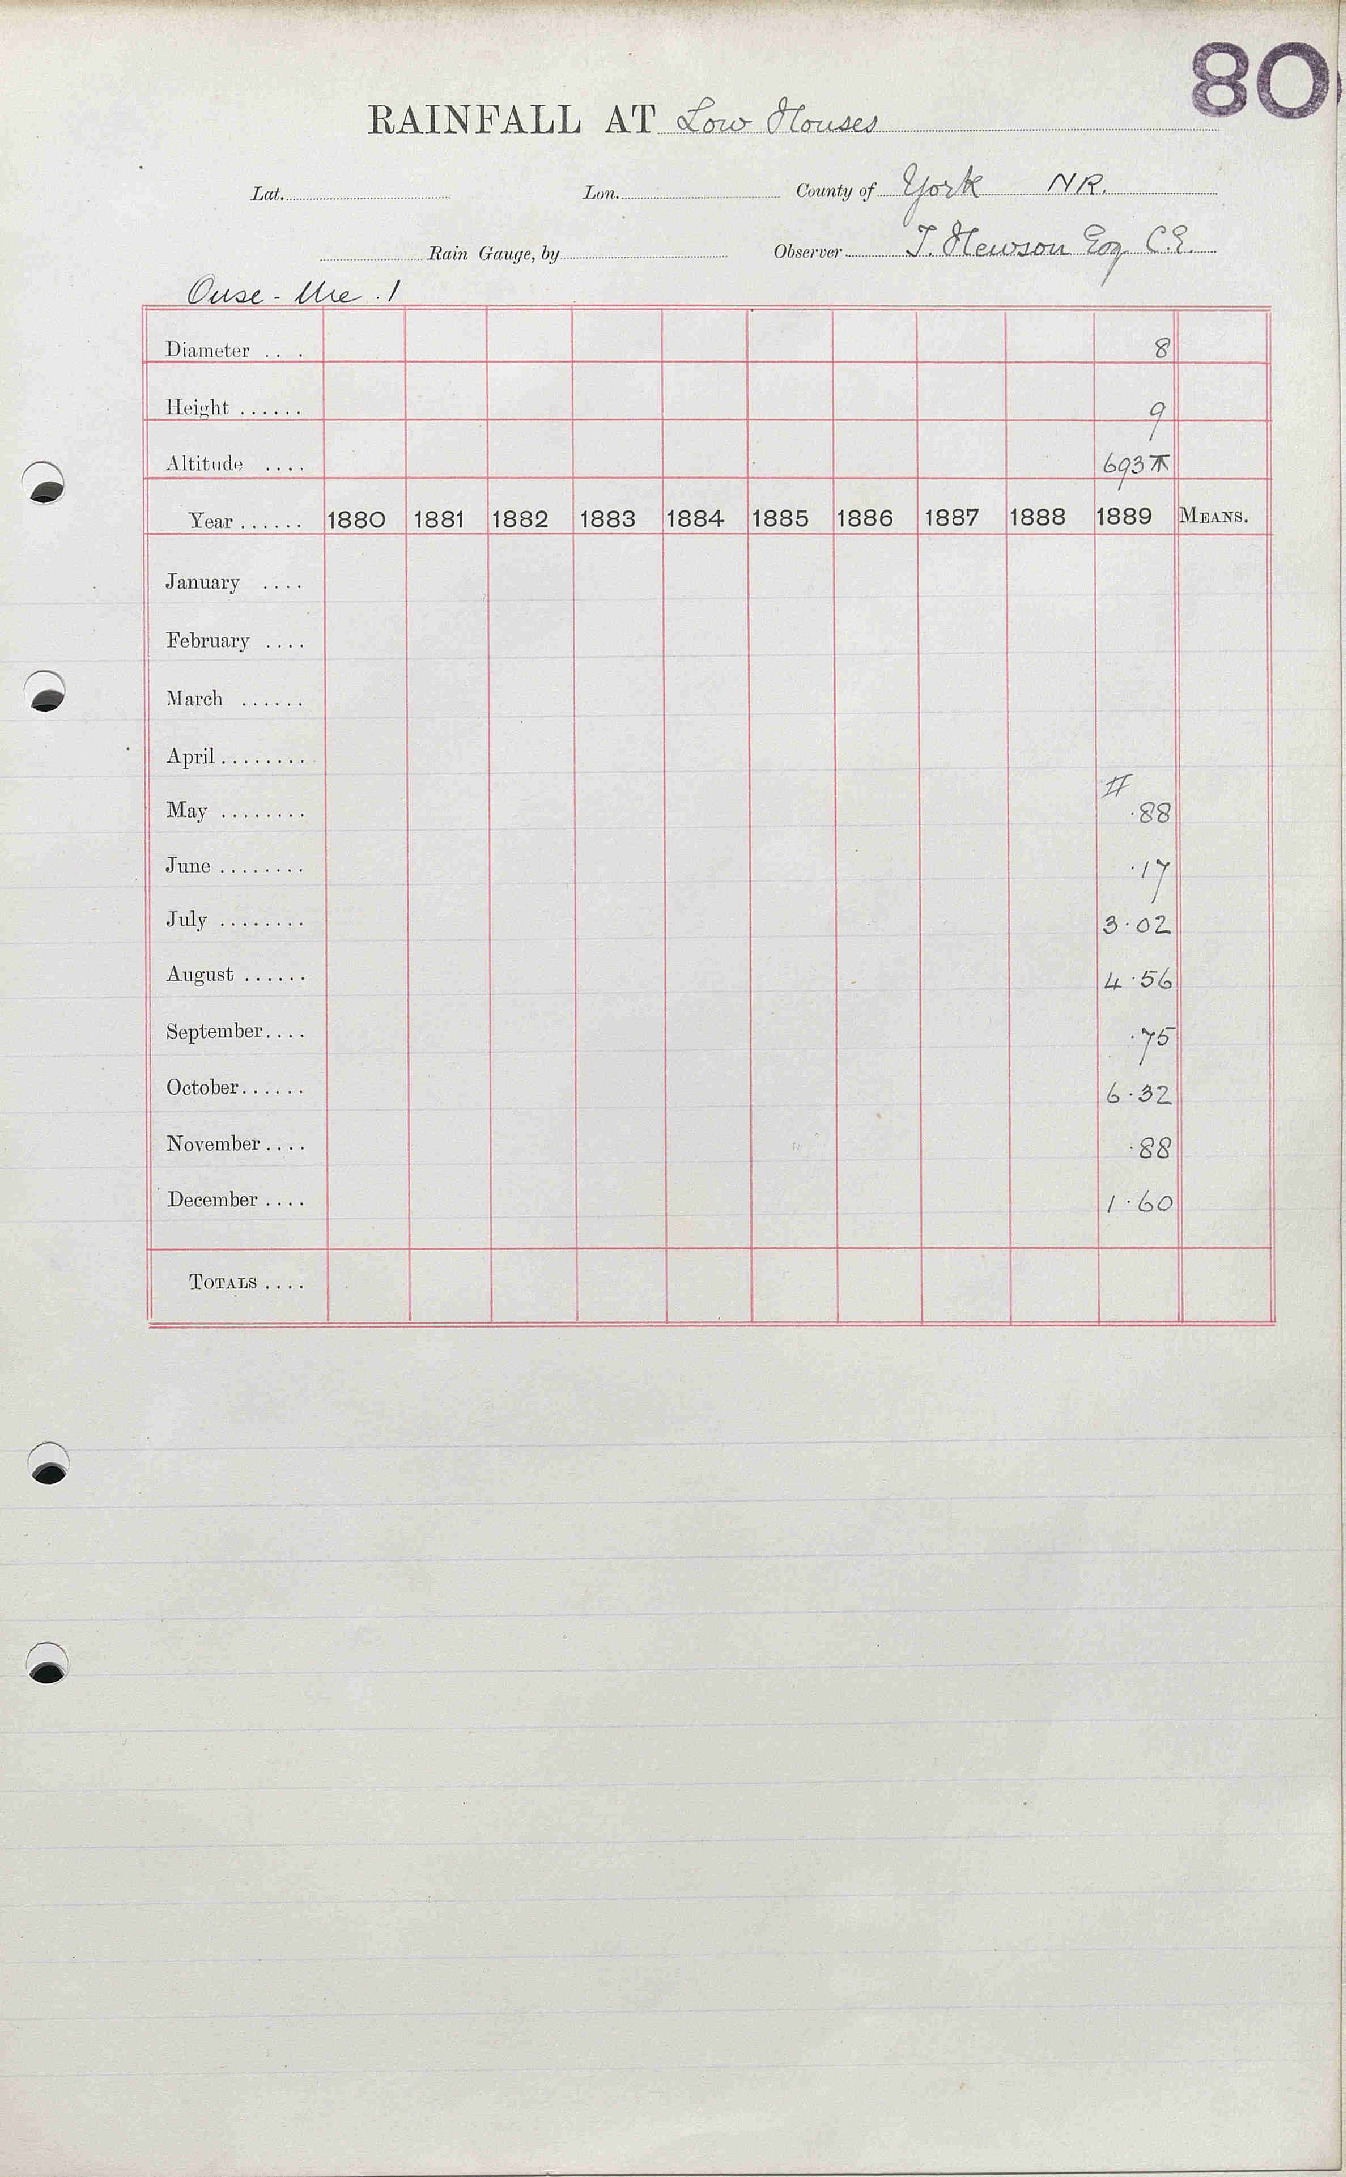 80
RAINFALL AT Low Houses
Lat. Lon. County of York NR.
Rain Gauge, by Observer T. Hewson Esq C.E.
Ouse - Ure . 1
Diameter ... 8
Height ...... 9
Altitude .... 693 ⊼
Year ...... 1880 1881 1882 1883 1884 1885 1886 1887 1888 1889 MEANS.
January ....
February ....
March ......
April ........
May ........ # .88
June ........ .17
July ........ 3.02
August ...... 4.56
September.... .75
October...... 6.32
November.... .88
December.... 1.60
TOTALS ....